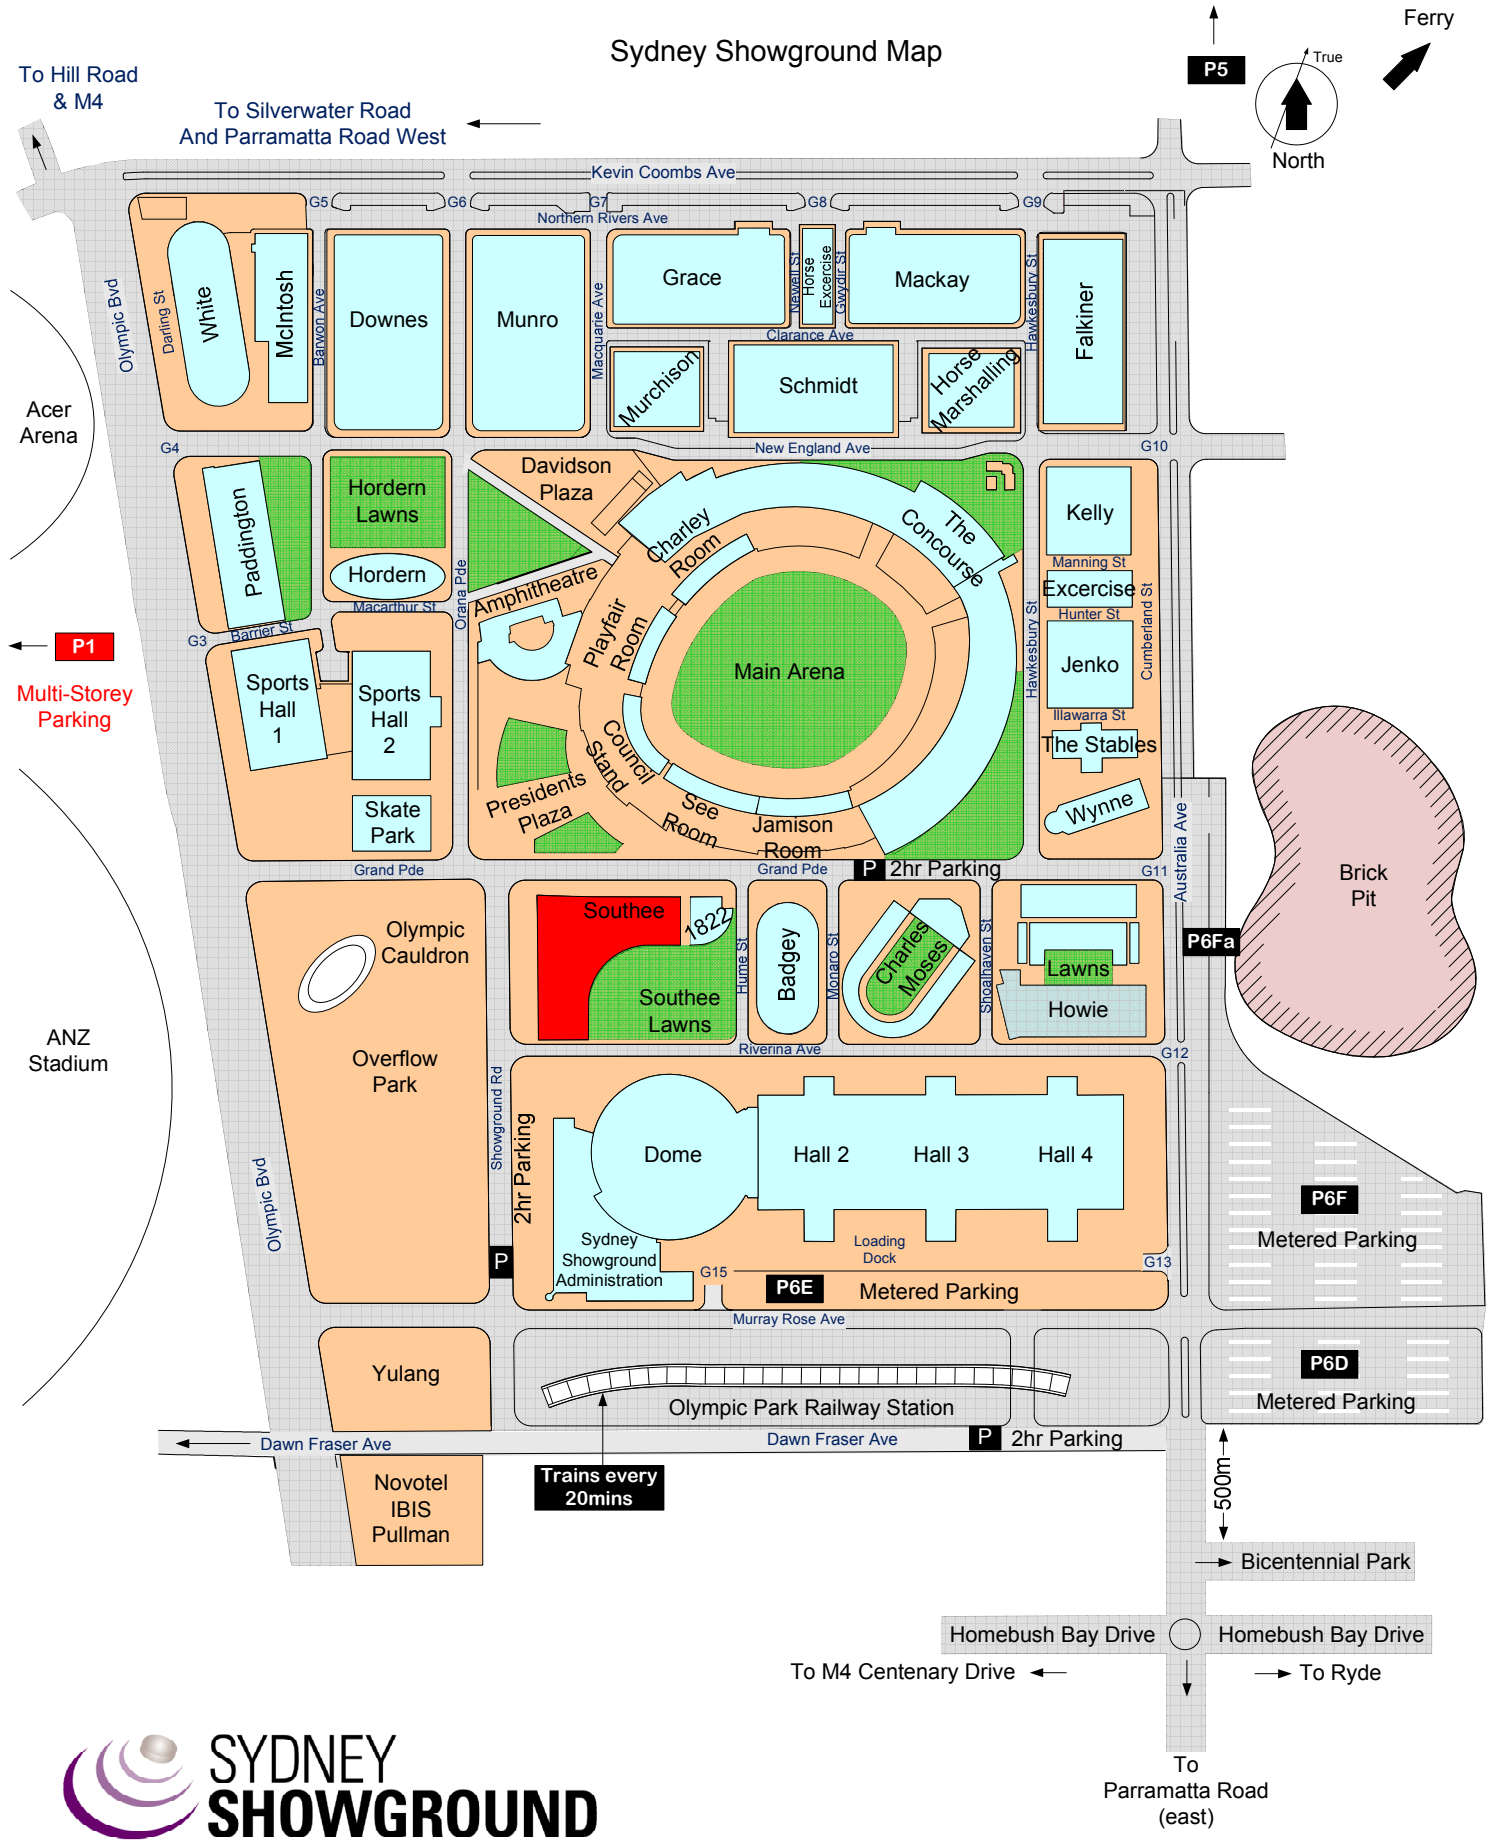 Sydney Showground Map
Ferry
P5
True
North
To Hill Road
& M4
To Silverwater Road
And Parramatta Road West
Kevin Coombs Ave
G5
G6
G7
G8
G9
Northern Rivers Ave
Olympic Bvd
Darling St
White
McIntosh
Barwon Ave
Downes
Munro
Macquarie Ave
Grace
Newell St
Horse
Excercise
Gwydir St
Mackay
Hawkesbury St
Falkiner
Clarance Ave
Murchison
Schmidt
Horse
Marshalling
Acer
Arena
G4
New England Ave
G10
Paddington
Hordern
Lawns
Hordern
Macarthur St
Orana Pde
Davidson
Plaza
Charley
Room
The
Concourse
Kelly
Manning St
Excercise
Hunter St
Cumberland St
Hawkesbury St
Jenko
Illawarra St
The Stables
Wynne
Amphitheatre
Playfair
Room
Main Arena
G3
Barrier St
P1
Multi-Storey
Parking
Sports
Hall
1
Sports
Hall
2
Skate
Park
Council
Stand
Presidents
Plaza
See
Room
Jamison
Room
Australia Ave
Brick
Pit
Grand Pde
Grand Pde
P
2hr Parking
G11
Olympic
Cauldron
Southee
1822
Southee
Lawns
Hume St
Badgey
Monaro St
Charles
Moses
Shoalhaven St
Lawns
Howie
P6Fa
ANZ
Stadium
Overflow
Park
Riverina Ave
G12
Showground Rd
2hr Parking
Dome
Hall 2
Hall 3
Hall 4
P6F
Metered Parking
Olympic Bvd
Sydney
Showground
Administration
Loading
Dock
P
G15
G13
P6E
Metered Parking
Murray Rose Ave
Yulang
P6D
Metered Parking
Olympic Park Railway Station
Dawn Fraser Ave
Dawn Fraser Ave
P
2hr Parking
Trains every
20mins
500m
Novotel
IBIS
Pullman
Bicentennial Park
Homebush Bay Drive
Homebush Bay Drive
To M4 Centenary Drive
To Ryde
To
Parramatta Road
(east)
SYDNEY
SHOWGROUND